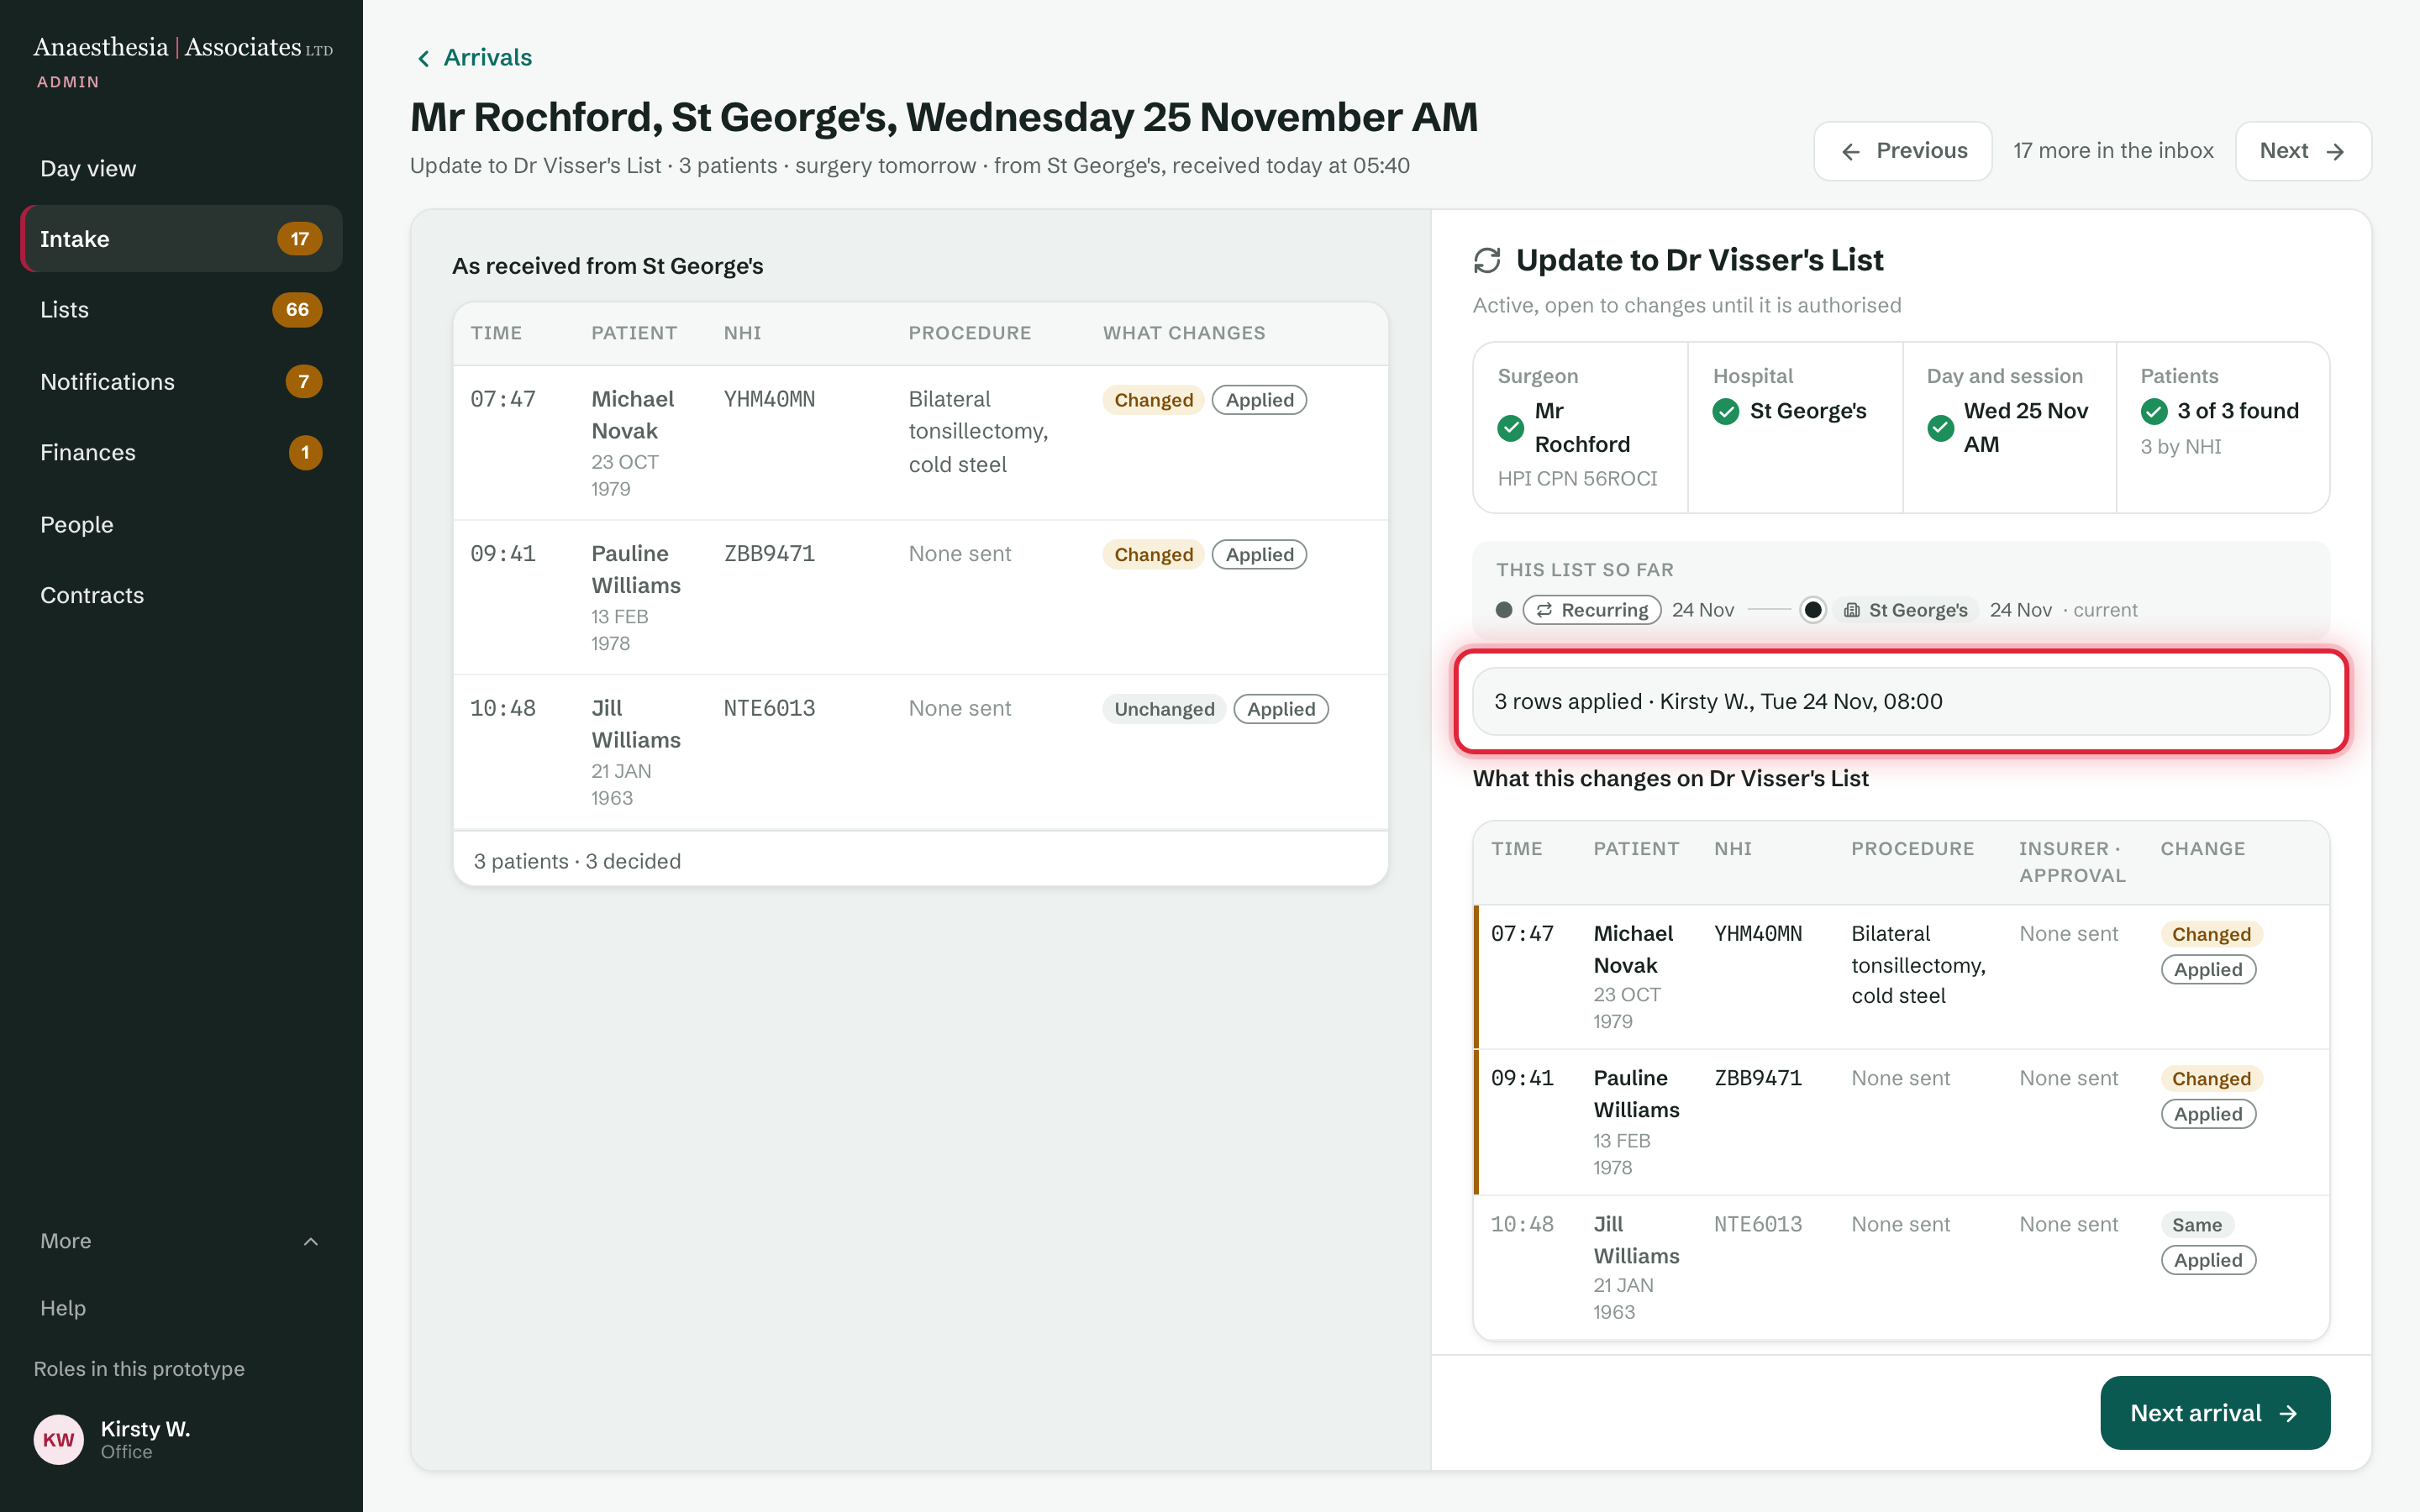 Anaesthesia | Associates LTD
ADMIN
Day view
Intake 17
Lists 66
Notifications 7
Finances 1
People
Contracts
More
Help
Roles in this prototype
KW
Kirsty W.
Office
Arrivals
Mr Rochford, St George's, Wednesday 25 November AM
Update to Dr Visser's List · 3 patients · surgery tomorrow · from St George's, received today at 05:40
Previous
17 more in the inbox
Next
As received from St George's
TIME PATIENT NHI PROCEDURE WHAT CHANGES
07:47 Michael YHM40MN Bilateral Changed Applied
Novak tonsillectomy,
23 OCT cold steel
1979
09:41 Pauline ZBB9471 None sent Changed Applied
Williams
13 FEB
1978
10:48 Jill NTE6013 None sent Unchanged Applied
Williams
21 JAN
1963
3 patients · 3 decided
Update to Dr Visser's List
Active, open to changes until it is authorised
Surgeon
Mr
Rochford
HPI CPN 56ROCI
Hospital
St George's
Day and session
Wed 25 Nov
AM
Patients
3 of 3 found
3 by NHI
THIS LIST SO FAR
Recurring 24 Nov St George's 24 Nov · current
3 rows applied · Kirsty W., Tue 24 Nov, 08:00
What this changes on Dr Visser's List
TIME PATIENT NHI PROCEDURE INSURER · CHANGE
APPROVAL
07:47 Michael YHM40MN Bilateral None sent Changed
Novak tonsillectomy, Applied
23 OCT cold steel
1979
09:41 Pauline ZBB9471 None sent None sent Changed
Williams Applied
13 FEB
1978
10:48 Jill NTE6013 None sent None sent Same
Williams Applied
21 JAN
1963
Next arrival